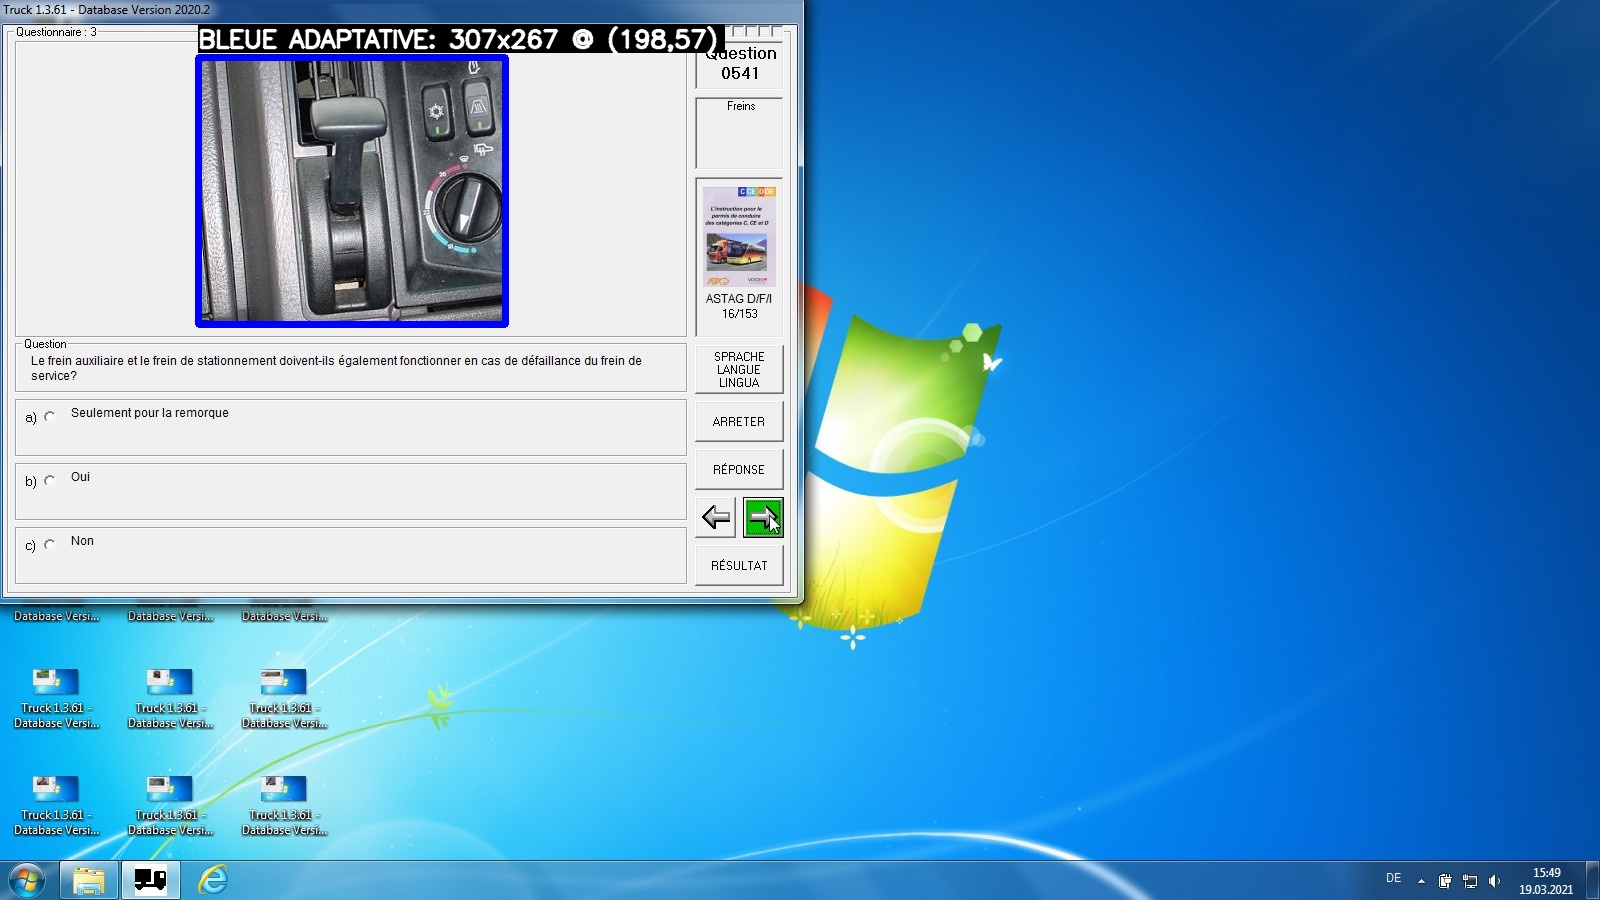 Truck 1.3.61 - Database Version 2020.2
Questionnaire : 3
BLEUE ADAPTATIVE: 307x267 @ (198,57)
Question
0541
Freins
C CE D DE
L'instruction pour le
permis de conduire
des catégories C, CE et D
ASTAG D/F/I
16/153
Question
Le frein auxiliaire et le frein de stationnement doivent-ils également fonctionner en cas de défaillance du frein de
service?
SPRACHE
LANGUE
LINGUA
a) Seulement pour la remorque
ARRETER
b) Oui
RÉPONSE
c) Non
RÉSULTAT
Database Versi...
Database Versi...
Database Versi...
Truck 1.3.61 -
Database Versi...
Truck 1.3.61 -
Database Versi...
Truck 1.3.61 -
Database Versi...
Truck 1.3.61 -
Database Versi...
Truck 1.3.61 -
Database Versi...
Truck 1.3.61 -
Database Versi...
DE
15:49
19.03.2021